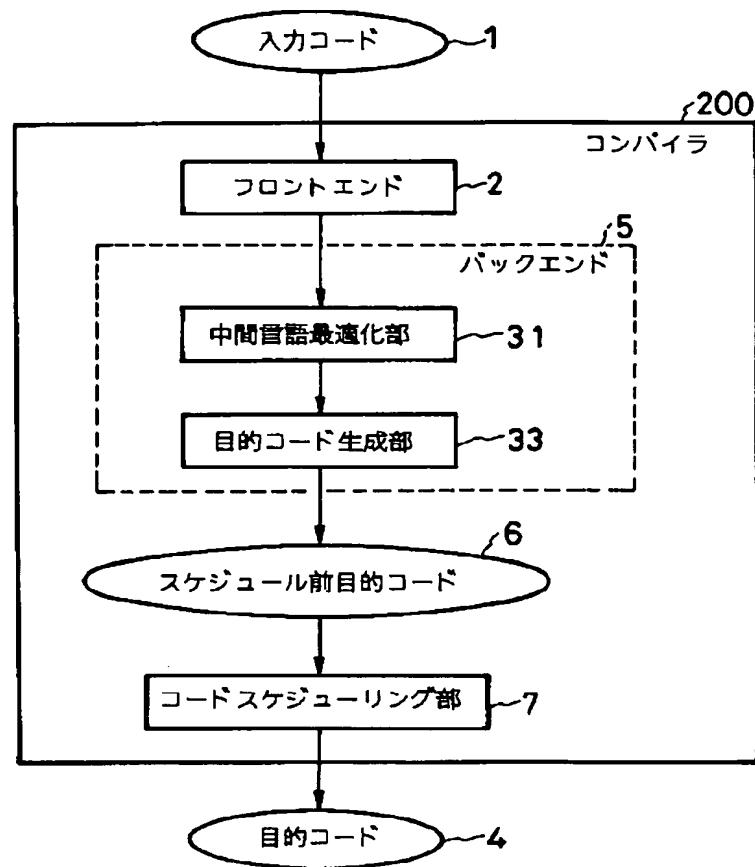 入力コード 1
200
コンパイラ
フロントエンド 2
5
バックエンド
中間言語最適化部 31
目的コード生成部 33
6
スケジュール前目的コード
コードスケジューリング部 7
目的コード 4